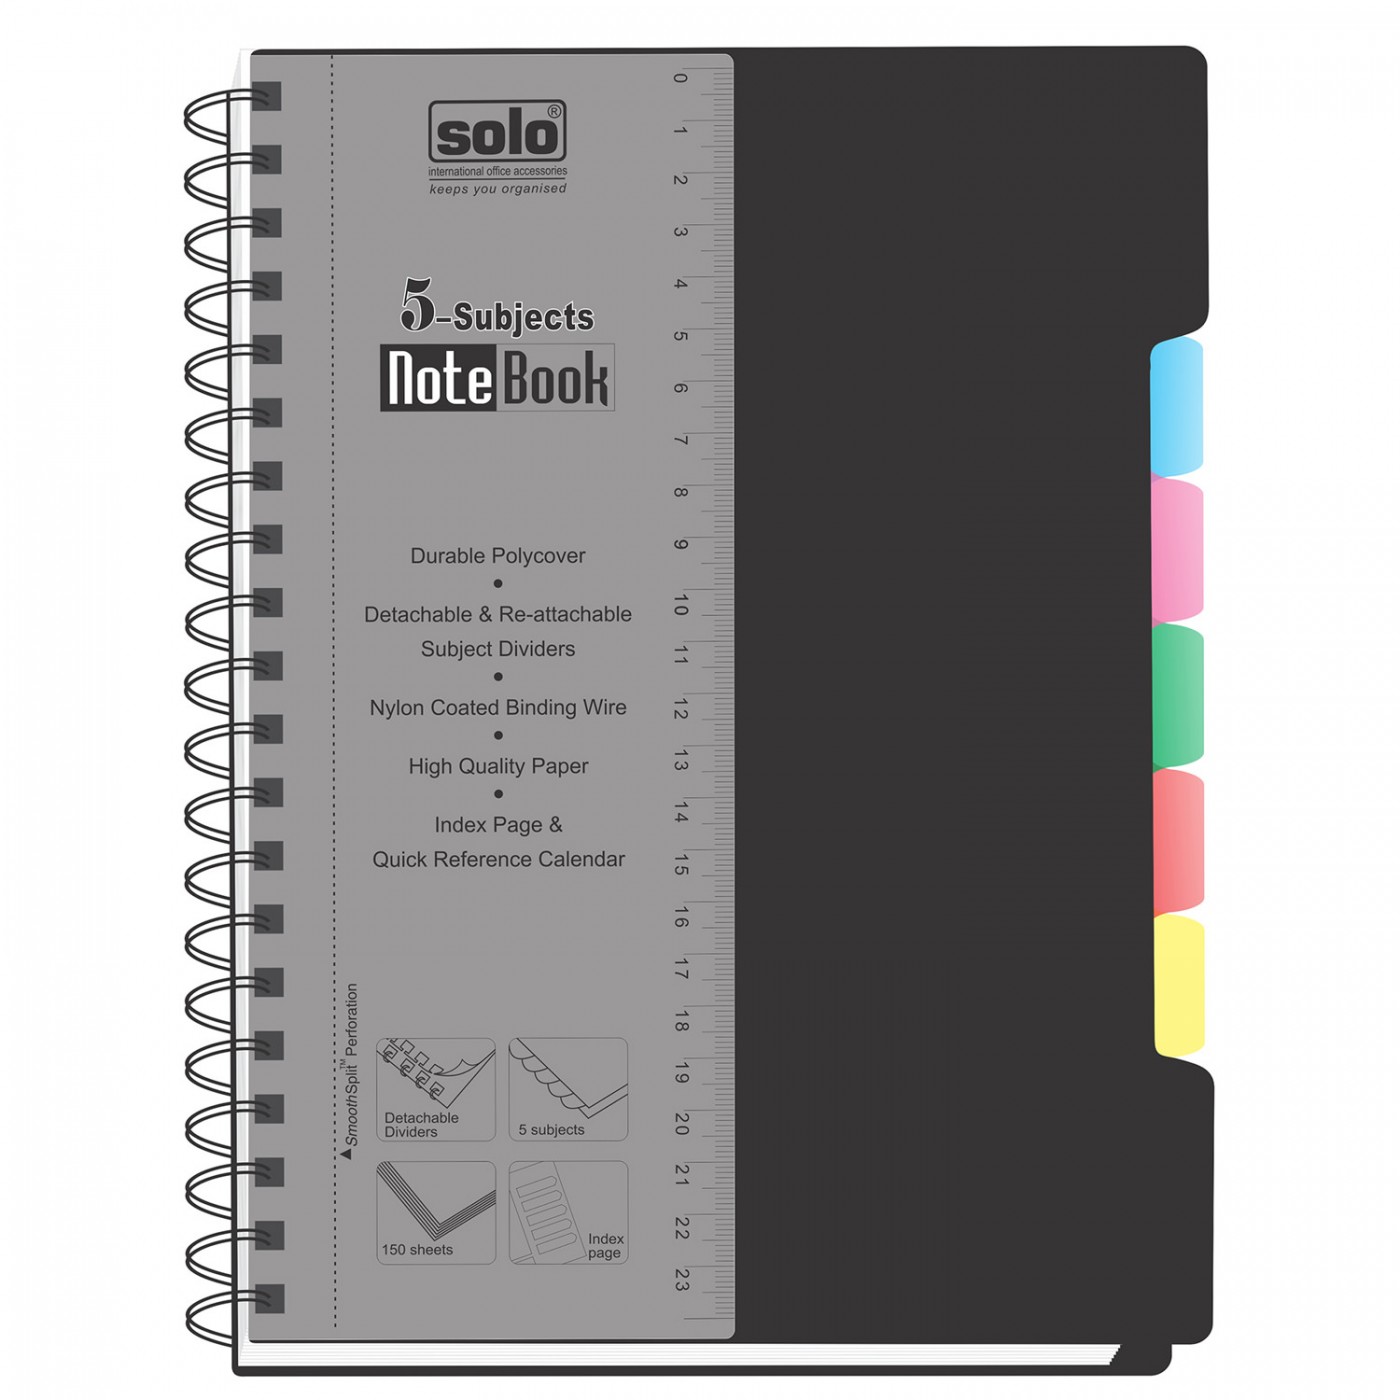 solo®
international office accessories
keeps you organised
5-Subjects
NoteBook
Durable Polycover
•
Detachable & Re-attachable
Subject Dividers
•
Nylon Coated Binding Wire
•
High Quality Paper
•
Index Page &
Quick Reference Calendar
SmoothSplit™ Perforation
Detachable
Dividers
5 subjects
150 sheets
Index
page
0
1
2
3
4
5
6
7
8
9
10
11
12
13
14
15
16
17
18
19
20
21
22
23